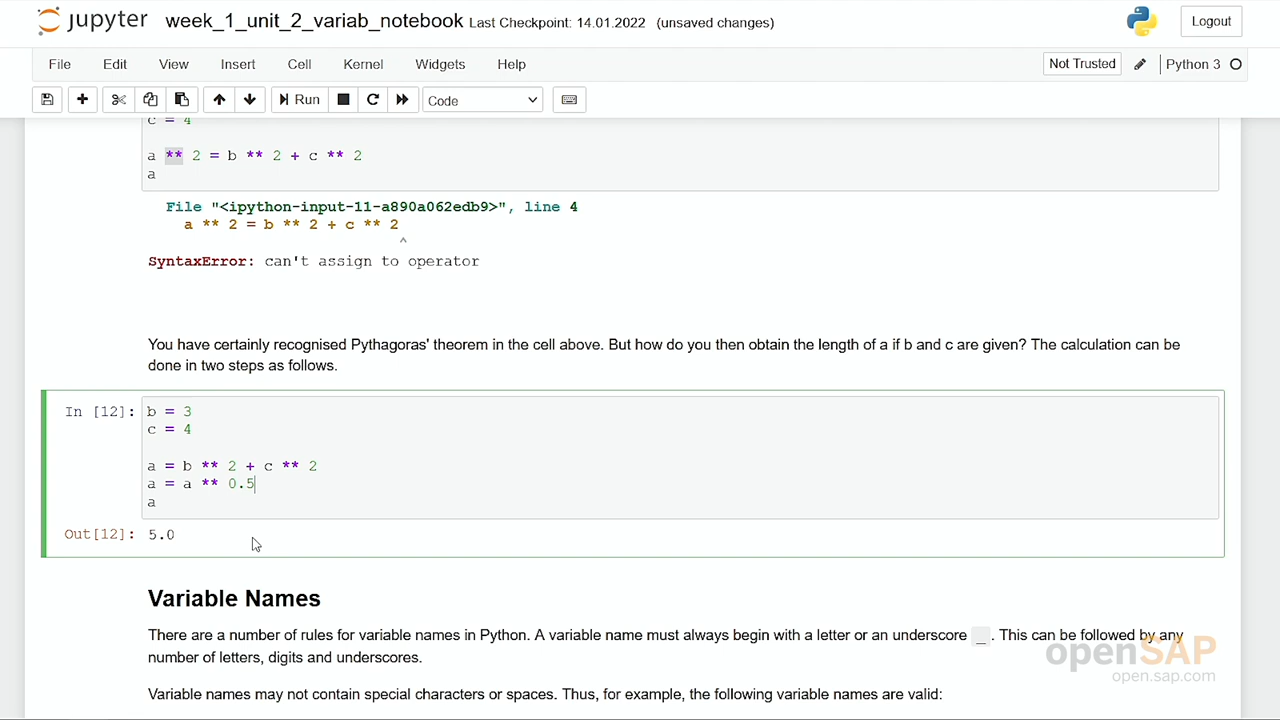 jupyter week_1_unit_2_variab_notebook Last Checkpoint: 14.01.2022 (unsaved changes) Logout
File Edit View Insert Cell Kernel Widgets Help Not Trusted Python 3
Run Code
c = 4
a ** 2 = b ** 2 + c ** 2
a
File "<ipython-input-11-a890a062edb9>", line 4
a ** 2 = b ** 2 + c ** 2
^
SyntaxError: can't assign to operator
You have certainly recognised Pythagoras' theorem in the cell above. But how do you then obtain the length of a if b and c are given? The calculation can be
done in two steps as follows.
In [12]: b = 3
c = 4
a = b ** 2 + c ** 2
a = a ** 0.5
a
Out[12]: 5.0
Variable Names
There are a number of rules for variable names in Python. A variable name must always begin with a letter or an underscore _. This can be followed by any
number of letters, digits and underscores.
openSAP
open.sap.com
Variable names may not contain special characters or spaces. Thus, for example, the following variable names are valid: